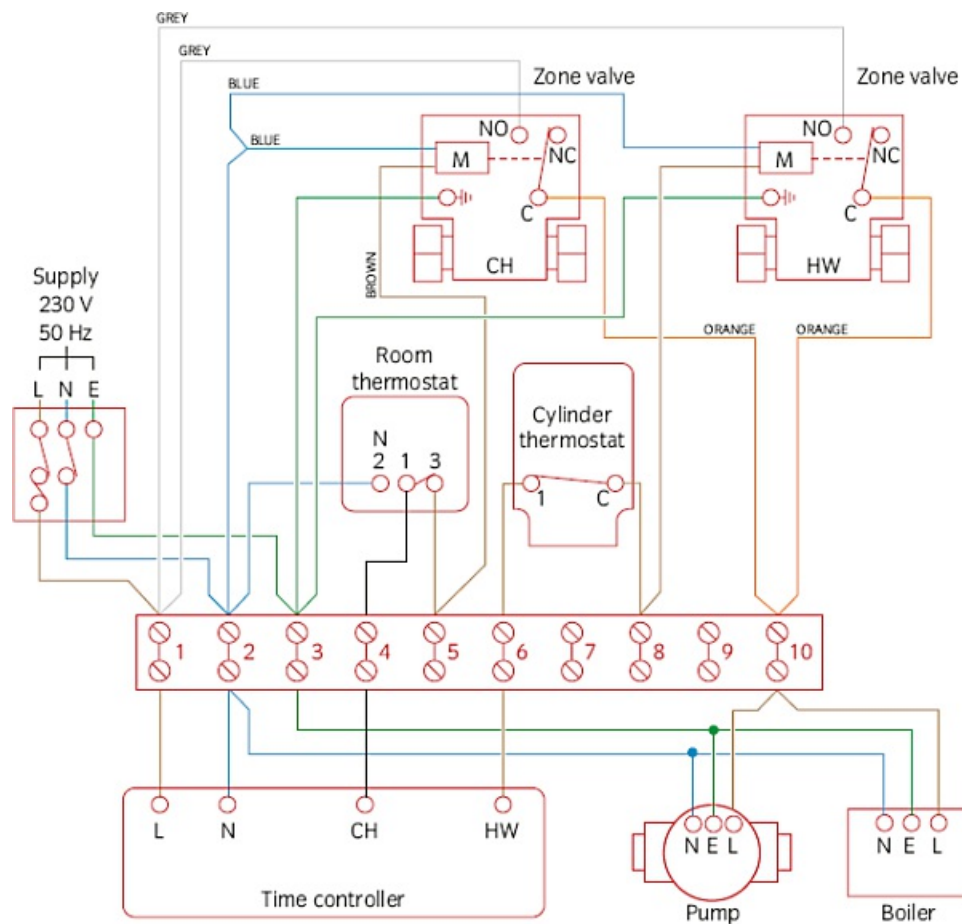 GREY
GREY
BLUE
BLUE
Zone valve
Zone valve
NO
NC
M
C
CH
NO
NC
M
C
HW
BROWN
ORANGE
ORANGE
Supply
230 V
50 Hz
L N E
Room
thermostat
N
2 1 3
Cylinder
thermostat
1 C
1 2 3 4 5 6 7 8 9 10
L N CH HW
Time controller
N E L
Pump
N E L
Boiler